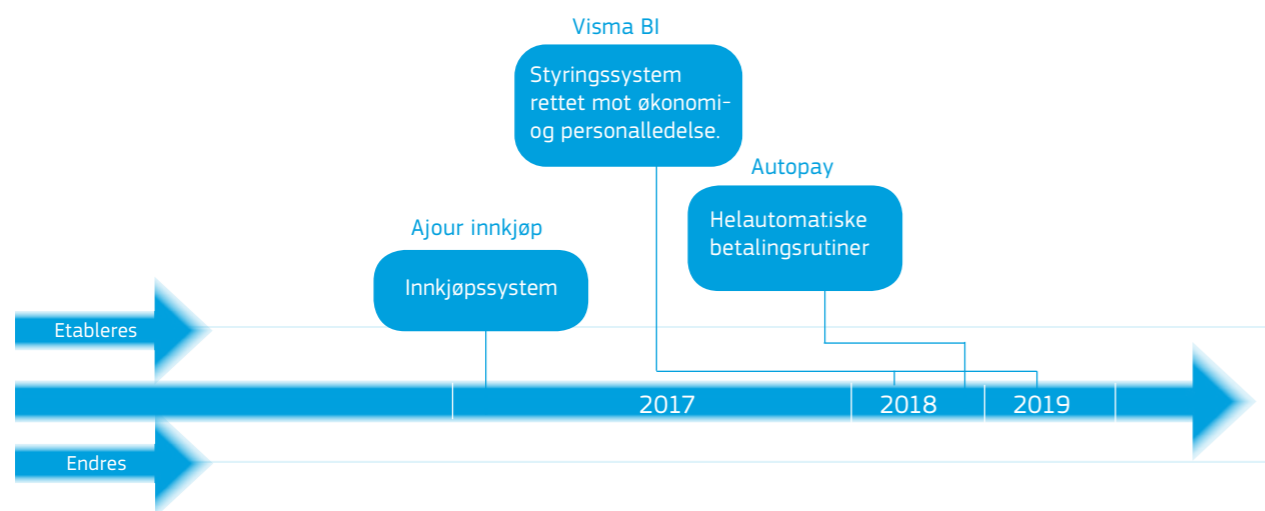 Visma BI
Styringssystem
rettet mot økonomi-
og personalledelse.
Autopay
Helautomatiske
betalingsrutiner
Ajour innkjøp
Innkjøpssystem
Etableres
2017
2018
2019
Endres